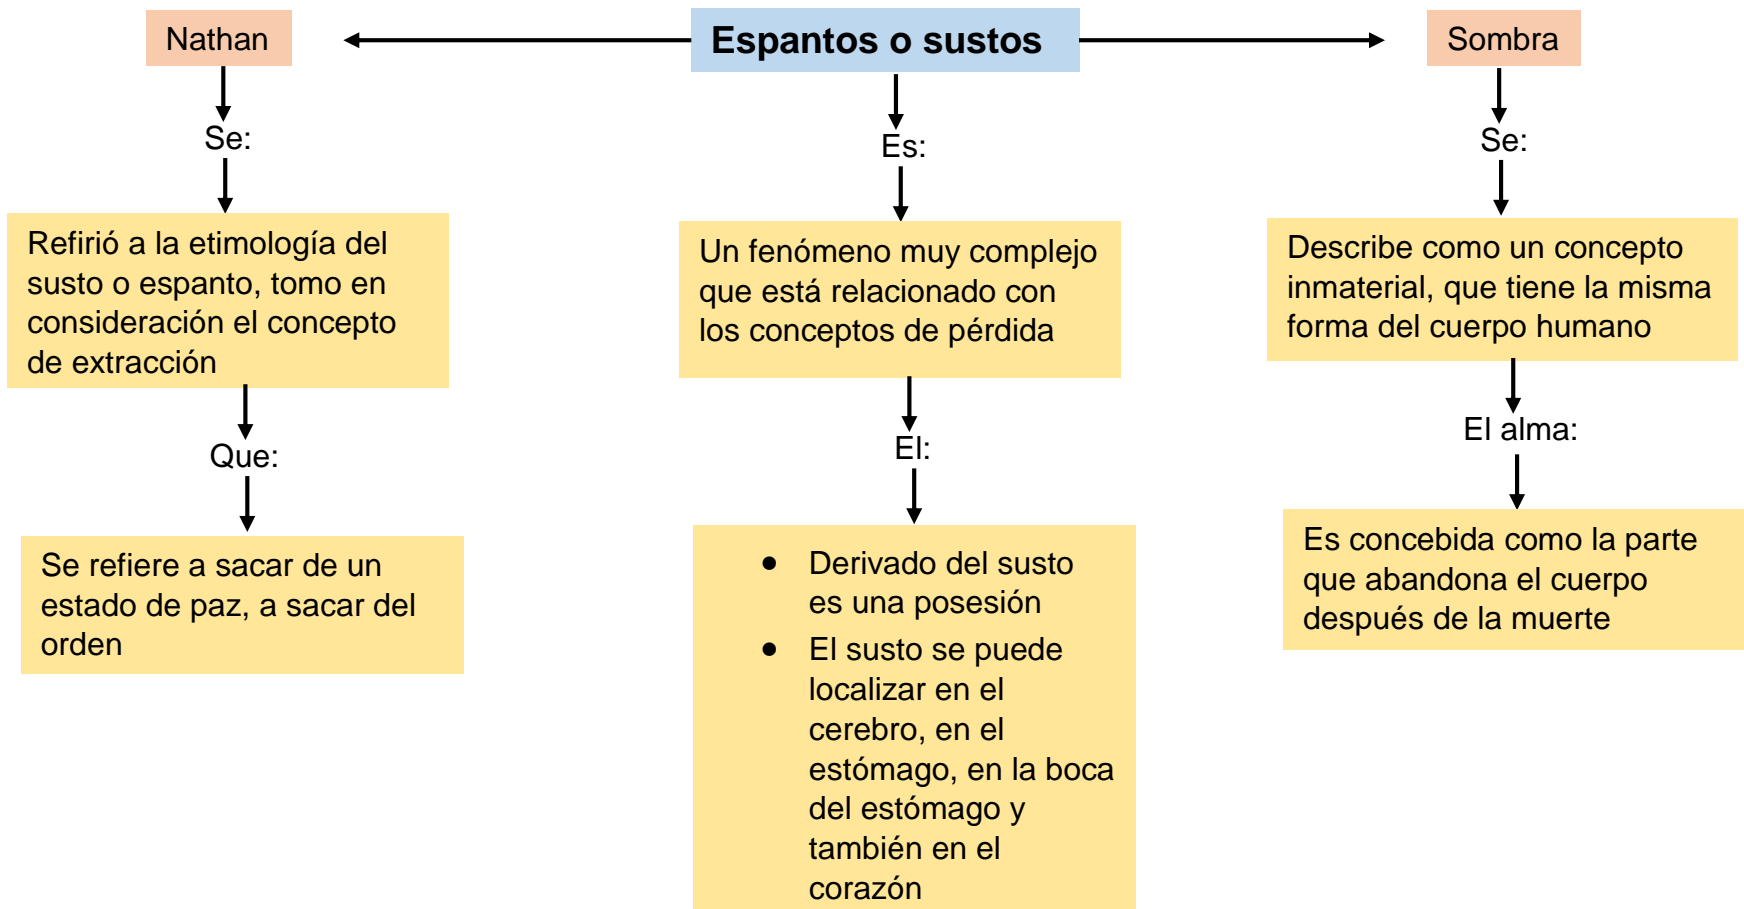 Nathan
Espantos o sustos
Sombra
Se:
Refirió a la etimología del
susto o espanto, tomo en
consideración el concepto
de extracción
Que:
Se refiere a sacar de un
estado de paz, a sacar del
orden
Es:
Un fenómeno muy complejo
que está relacionado con
los conceptos de pérdida
El:
● Derivado del susto
es una posesión
● El susto se puede
localizar en el
cerebro, en el
estómago, en la boca
del estómago y
también en el
corazón
Se:
Describe como un concepto
inmaterial, que tiene la misma
forma del cuerpo humano
El alma:
Es concebida como la parte
que abandona el cuerpo
después de la muerte